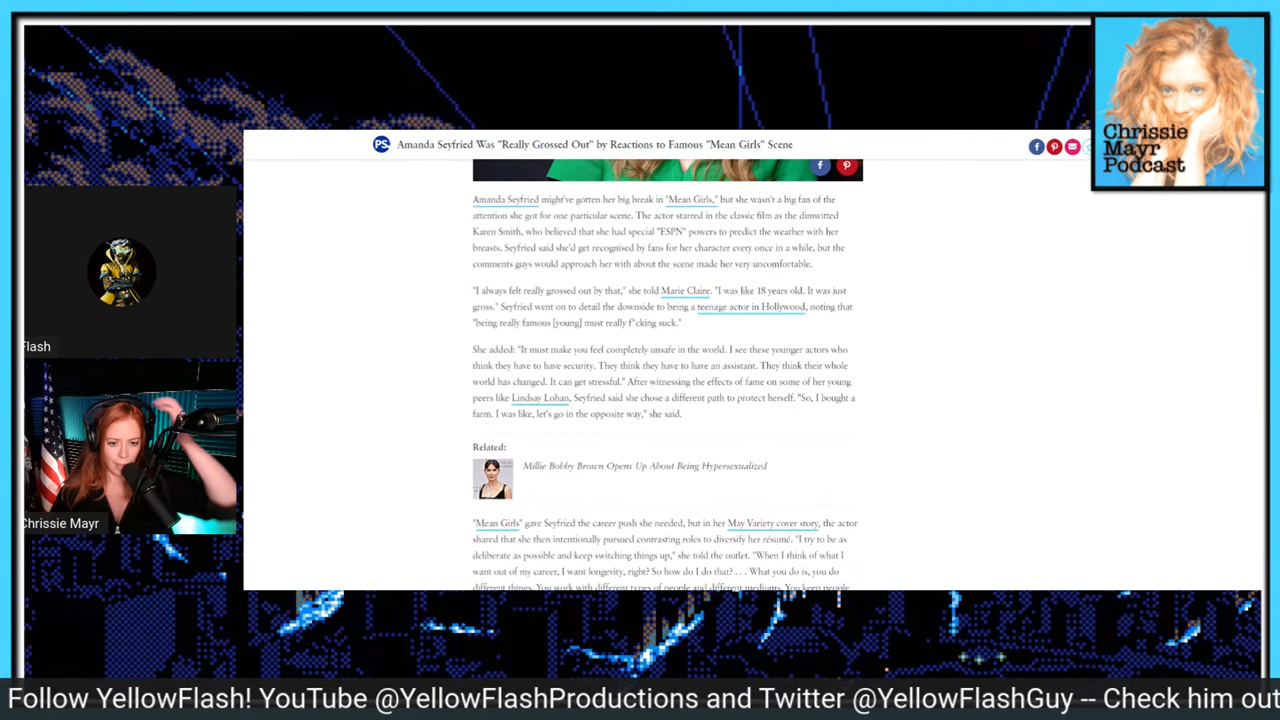 PS. Amanda Seyfried Was "Really Grossed Out" by Reactions to Famous "Mean Girls" Scene
Chrissie
Mayr
Podcast
Amanda Seyfried might've gotten her big break in "Mean Girls," but she wasn't a big fan of the
attention she got for one particular scene. The actor starred in the classic film as the dimwitted
Karen Smith, who believed that she had special "ESPN" powers to predict the weather with her
breasts. Seyfried said she'd get recognised by fans for her character every once in a while, but the
comments guys would approach her with about the scene made her very uncomfortable.
"I always felt really grossed out by that," she told Marie Claire. "I was like 18 years old. It was just
gross." Seyfried went on to detail the downside to being a teenage actor in Hollywood, noting that
"being really famous [young] must really f*cking suck."
She added: "It must make you feel completely unsafe in the world. I see these younger actors who
think they have to have security. They think they have to have an assistant. They think their whole
world has changed. It can get stressful." After witnessing the effects of fame on some of her young
peers like Lindsay Lohan, Seyfried said she chose a different path to protect herself. "So, I bought a
farm. I was like, let's go in the opposite way," she said.
Related:
Millie Bobby Brown Opens Up About Being Hypersexualized
"Mean Girls" gave Seyfried the career push she needed, but in her May Variety cover story, the actor
shared that she then intentionally pursued contrasting roles to diversify her résumé. "I try to be as
deliberate as possible and keep switching things up," she told the outlet. "When I think of what I
want out of my career, I want longevity, right? So how do I do that? . . . What you do is, you do
different things. You work with different types of people and different mediums. You keep people
Flash
Chrissie Mayr
Follow YellowFlash! YouTube @YellowFlashProductions and Twitter @YellowFlashGuy -- Check him out